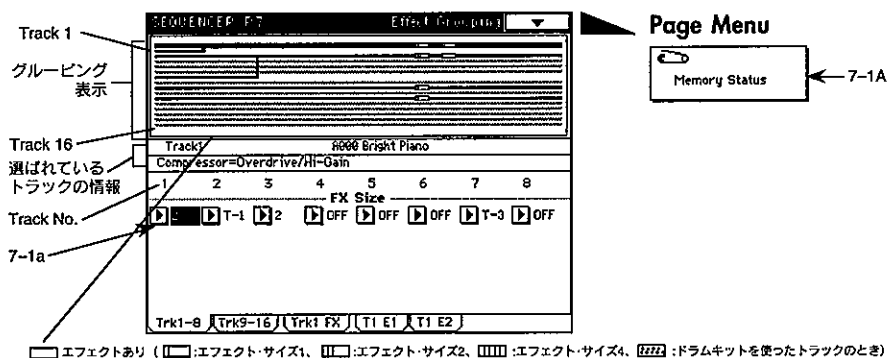 SEQUENCER P7 Effect Grouping
Page Menu
Memory Status
7-1A
Track 1
グルーピング
表示
Track 16
選ばれている
トラックの情報
Track No.
7-1a
Track1 A000 Bright Piano
Compressor=Overdrive/Hi-Gain
1 2 3 4 5 6 7 8
FX Size
T-1 2 OFF OFF OFF T-3 OFF
Trk1-8 Trk9-16 Trk1 FX T1 E1 T1 E2
エフェクトあり ( :エフェクト・サイズ1、 :エフェクト・サイズ2、 :エフェクト・サイズ4、 :ドラムキットを使ったトラックのとき)